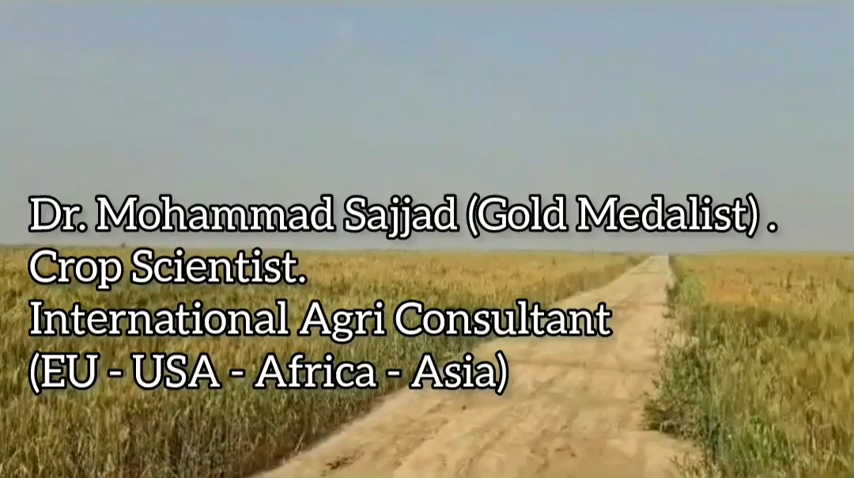 Dr. Mohammad Sajjad (Gold Medalist) .
Crop Scientist.
International Agri Consultant
(EU - USA - Africa - Asia)